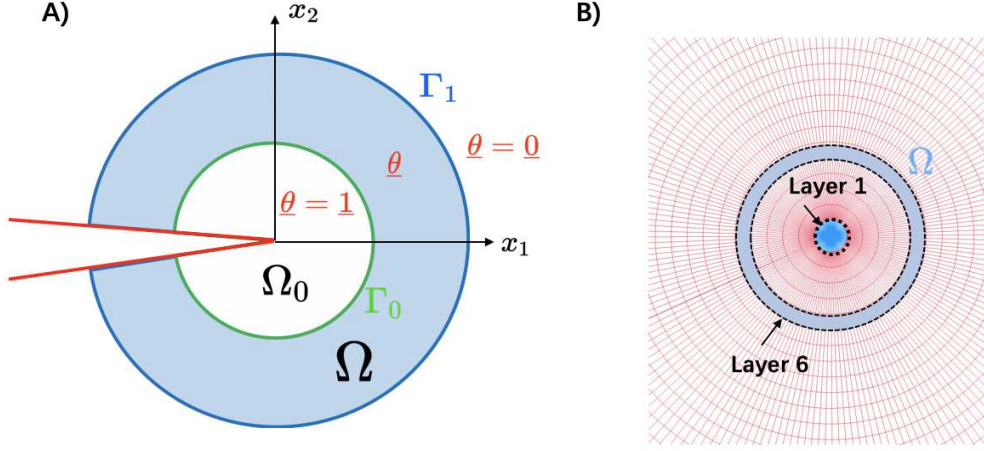 A)
x₂
Γ₁
θ = 0
θ
θ = 1
x₁
Ω₀
Γ₀
Ω
B)
Ω
Layer 1
Layer 6